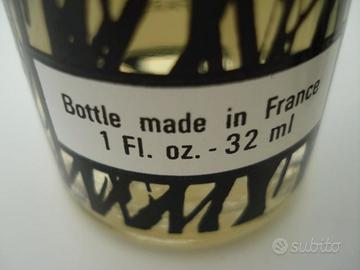 Bottle made in France
1 Fl. oz. - 32 ml
subito